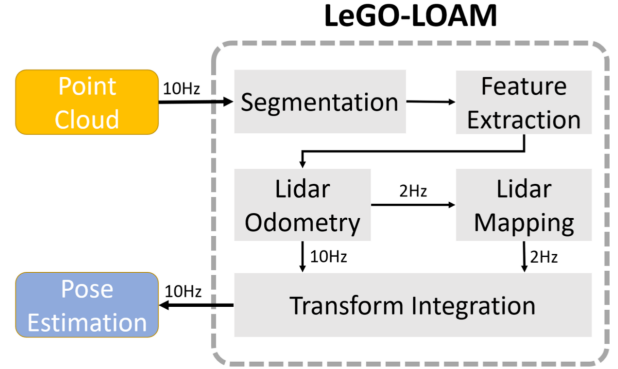 LeGO-LOAM
Point
Cloud
10Hz
Segmentation
Feature
Extraction
Lidar
Odometry
2Hz
Lidar
Mapping
10Hz
2Hz
Pose
Estimation
10Hz
Transform Integration